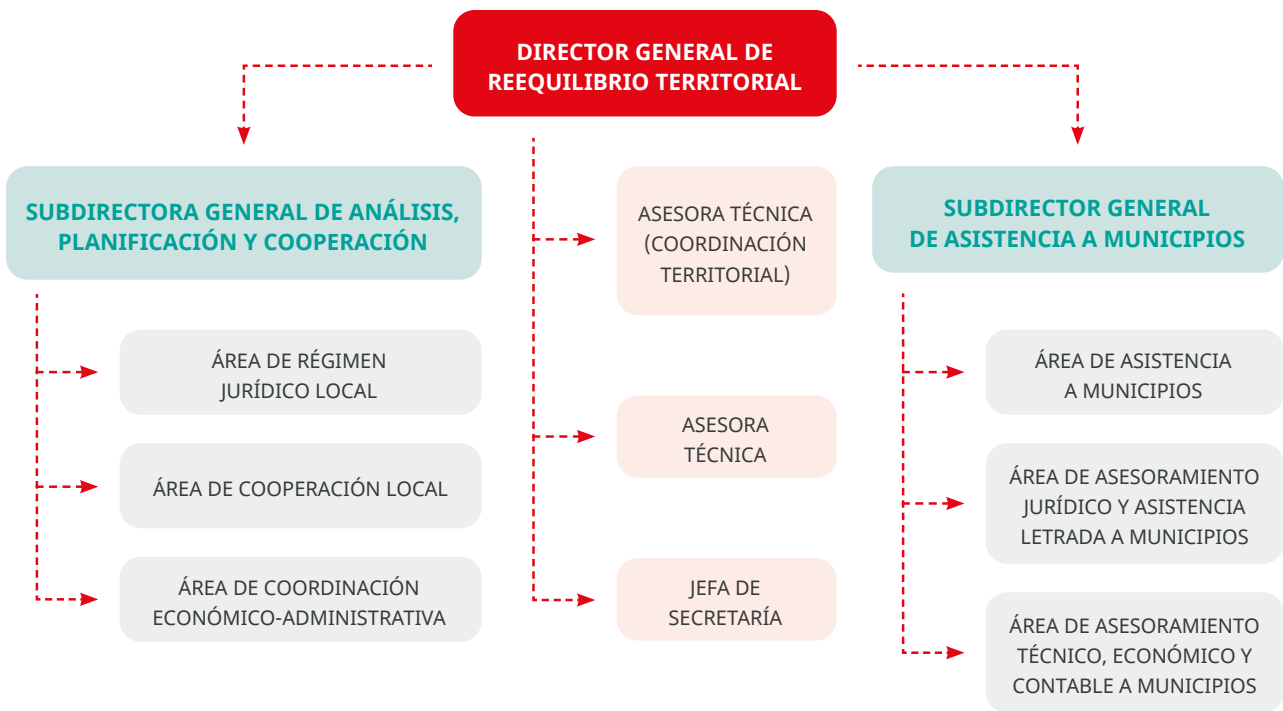 DIRECTOR GENERAL DE
REEQUILIBRIO TERRITORIAL
SUBDIRECTORA GENERAL DE ANÁLISIS,
PLANIFICACIÓN Y COOPERACIÓN
ÁREA DE RÉGIMEN
JURÍDICO LOCAL
ÁREA DE COOPERACIÓN LOCAL
ÁREA DE COORDINACIÓN
ECONÓMICO-ADMINISTRATIVA
ASESORA TÉCNICA
(COORDINACIÓN
TERRITORIAL)
ASESORA
TÉCNICA
JEFA DE
SECRETARÍA
SUBDIRECTOR GENERAL
DE ASISTENCIA A MUNICIPIOS
ÁREA DE ASISTENCIA
A MUNICIPIOS
ÁREA DE ASESORAMIENTO
JURÍDICO Y ASISTENCIA
LETRADA A MUNICIPIOS
ÁREA DE ASESORAMIENTO
TÉCNICO, ECONÓMICO Y
CONTABLE A MUNICIPIOS